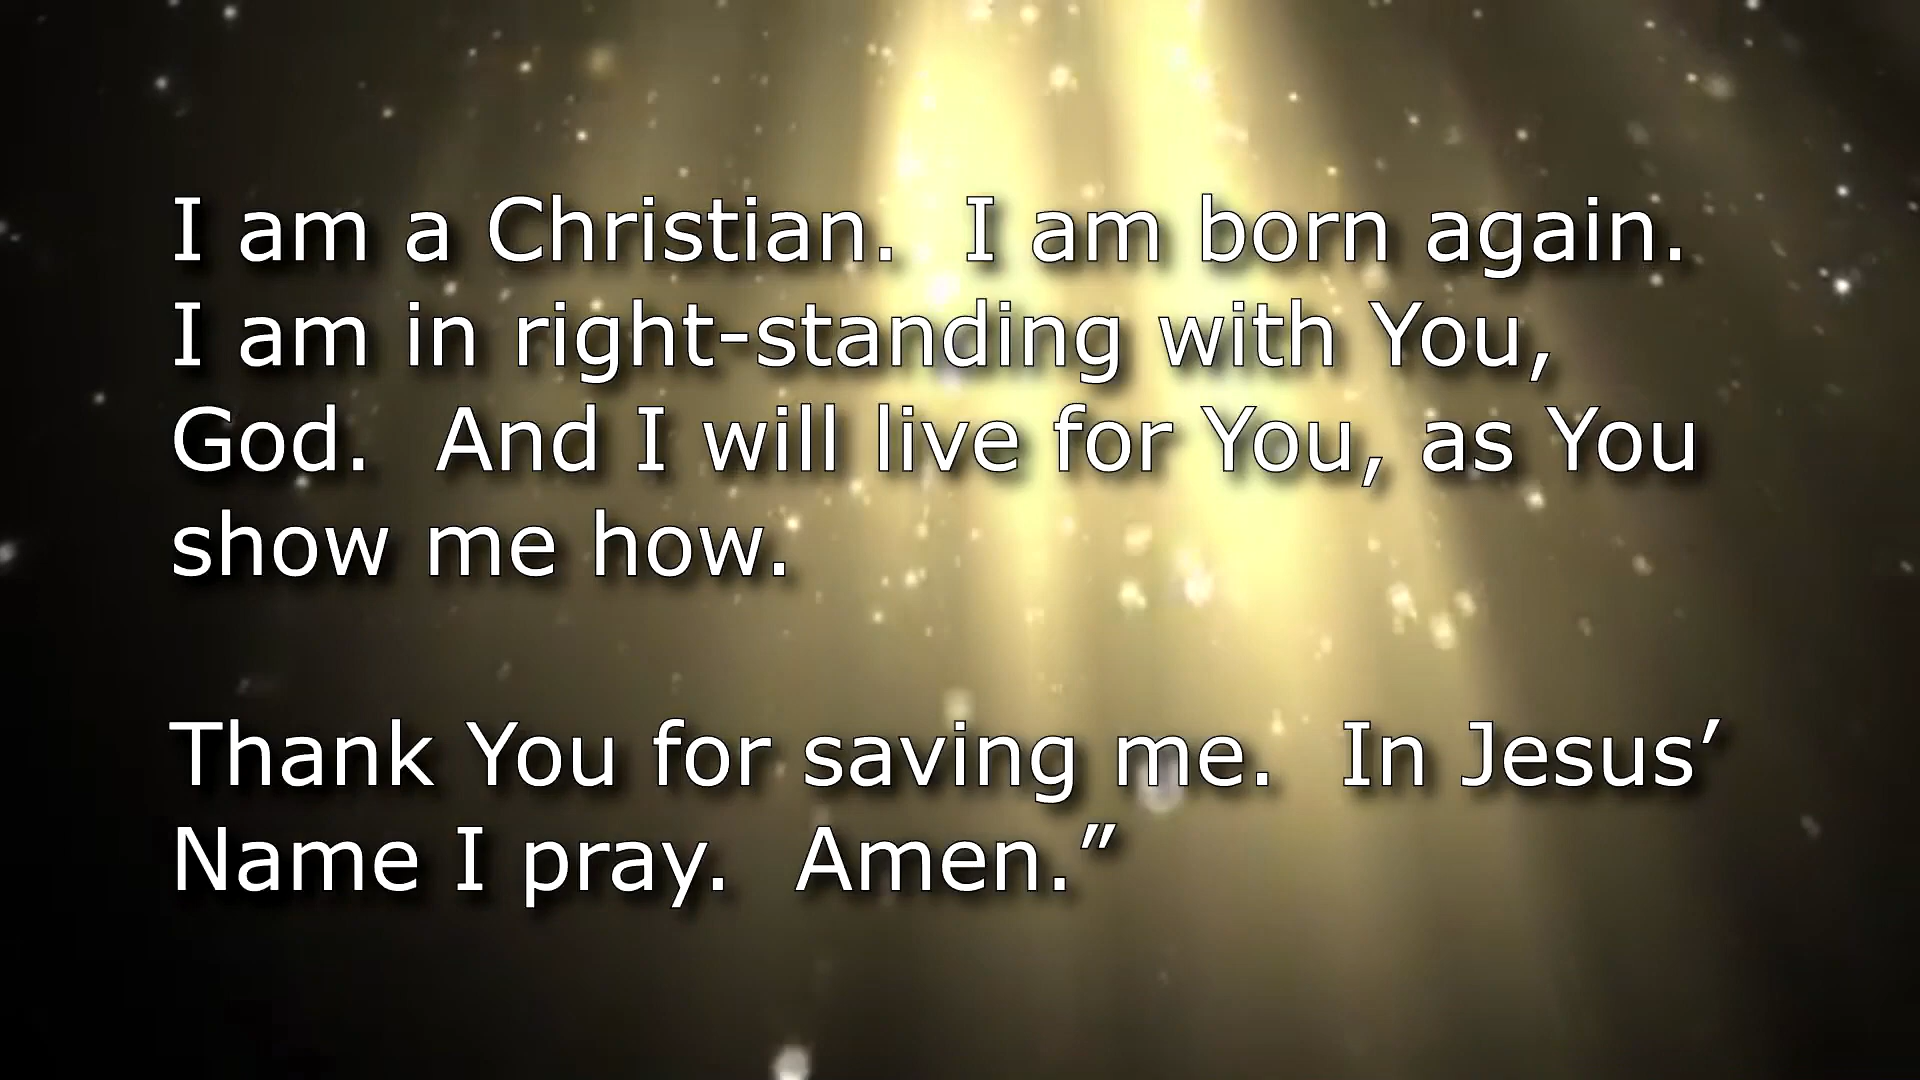 I am a Christian.  I am born again.
I am in right-standing with You,
God.  And I will live for You, as You
show me how.
Thank You for saving me.  In Jesus’
Name I pray.  Amen.”